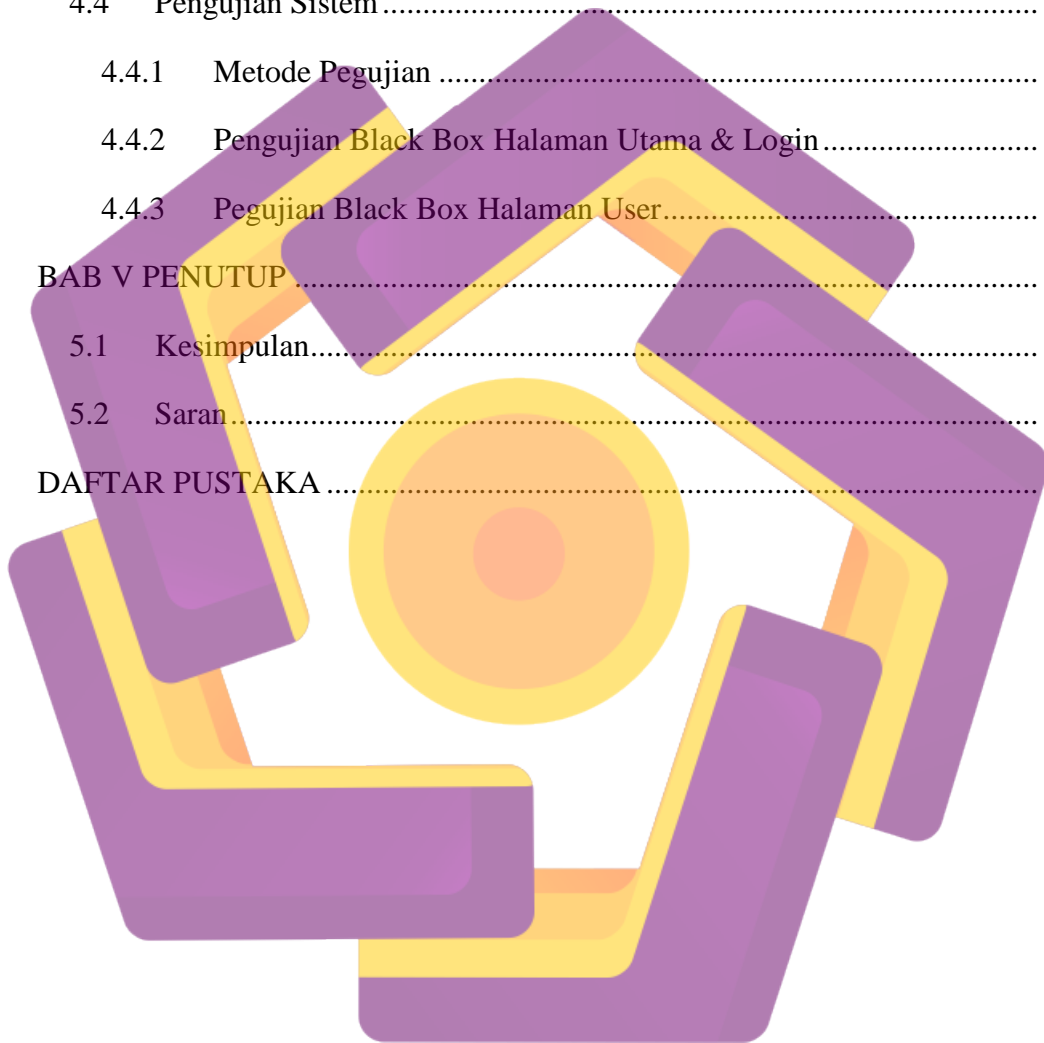 4.4 Pengujian Sistem ................................................................
4.4.1 Metode Pegujian ................................................................
4.4.2 Pengujian Black Box Halaman Utama & Login ................................
4.4.3 Pegujian Black Box Halaman User ................................................
BAB V PENUTUP ................................................................
5.1 Kesimpulan ................................................................
5.2 Saran ................................................................
DAFTAR PUSTAKA ................................................................